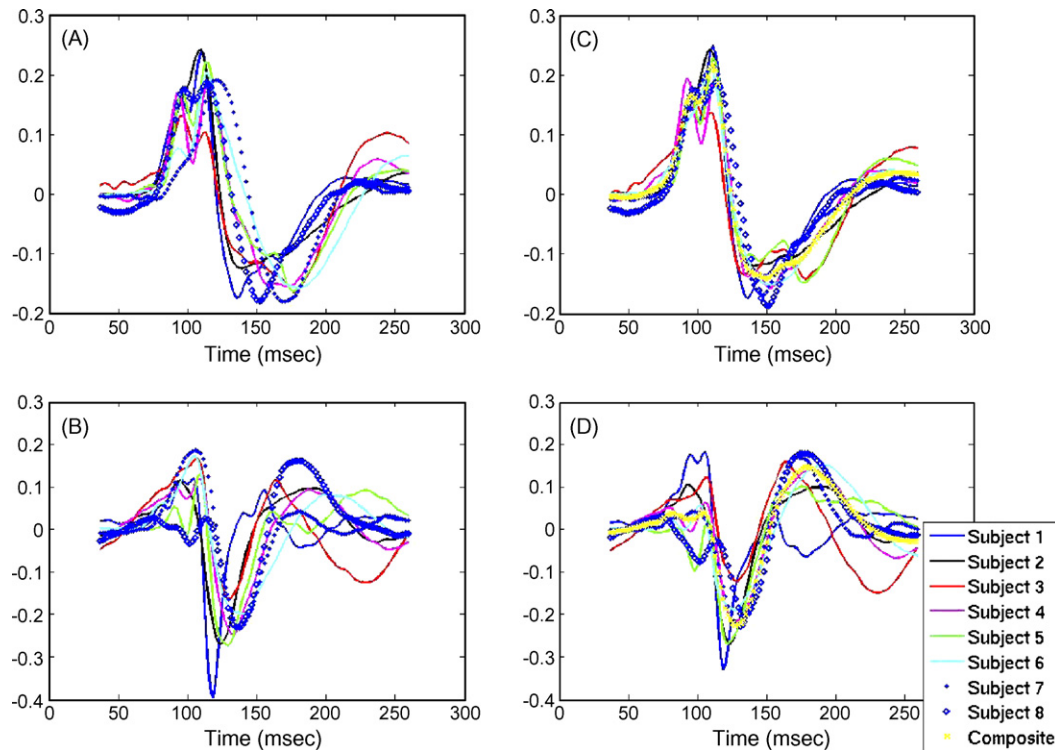 (A)
0.3
0.2
0.1
0
-0.1
-0.2
0 50 100 150 200 250 300
Time (msec)
(C)
0.3
0.2
0.1
0
-0.1
-0.2
0 50 100 150 200 250 300
Time (msec)
(B)
0.3
0.2
0.1
0
-0.1
-0.2
-0.3
-0.4
0 50 100 150 200 250 300
Time (msec)
(D)
0.3
0.2
0.1
0
-0.1
-0.2
-0.3
-0.4
0 50 100 150 200 250
Time (msec)
Subject 1
Subject 2
Subject 3
Subject 4
Subject 5
Subject 6
Subject 7
Subject 8
Composite